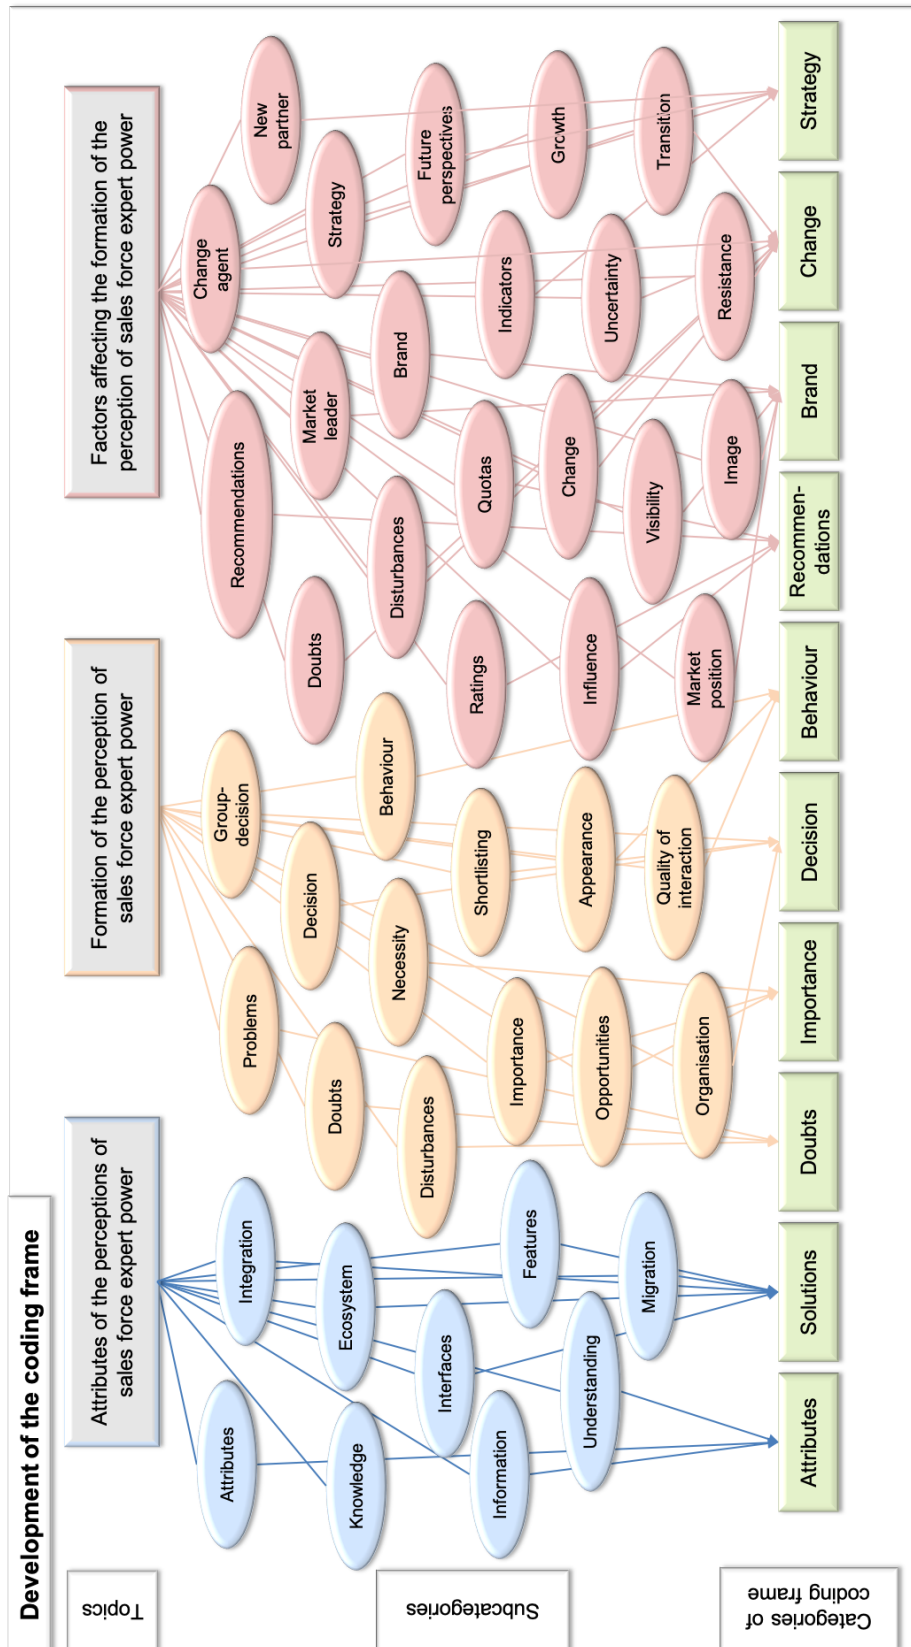 Development of the coding frame
Topics
Attributes of the perceptions of
sales force expert power
Formation of the perception of
sales force expert power
Factors affecting the formation of the
perception of sales force expert power
Subcategories
Attributes
Integration
Knowledge
Ecosystem
Interfaces
Information
Features
Understanding
Migration
Problems
Group-
decision
Doubts
Decision
Disturbances
Necessity
Behaviour
Importance
Shortlisting
Opportunities
Appearance
Organisation
Quality of
interaction
Recommendations
Change
agent
New
partner
Doubts
Market
leader
Strategy
Disturbances
Brand
Future
perspectives
Ratings
Quotas
Indicators
Growth
Influence
Change
Uncertainty
Transition
Visibility
Market
position
Image
Resistance
Categories of
coding frame
Attributes
Solutions
Doubts
Importance
Decision
Behaviour
Recommen-
dations
Brand
Change
Strategy